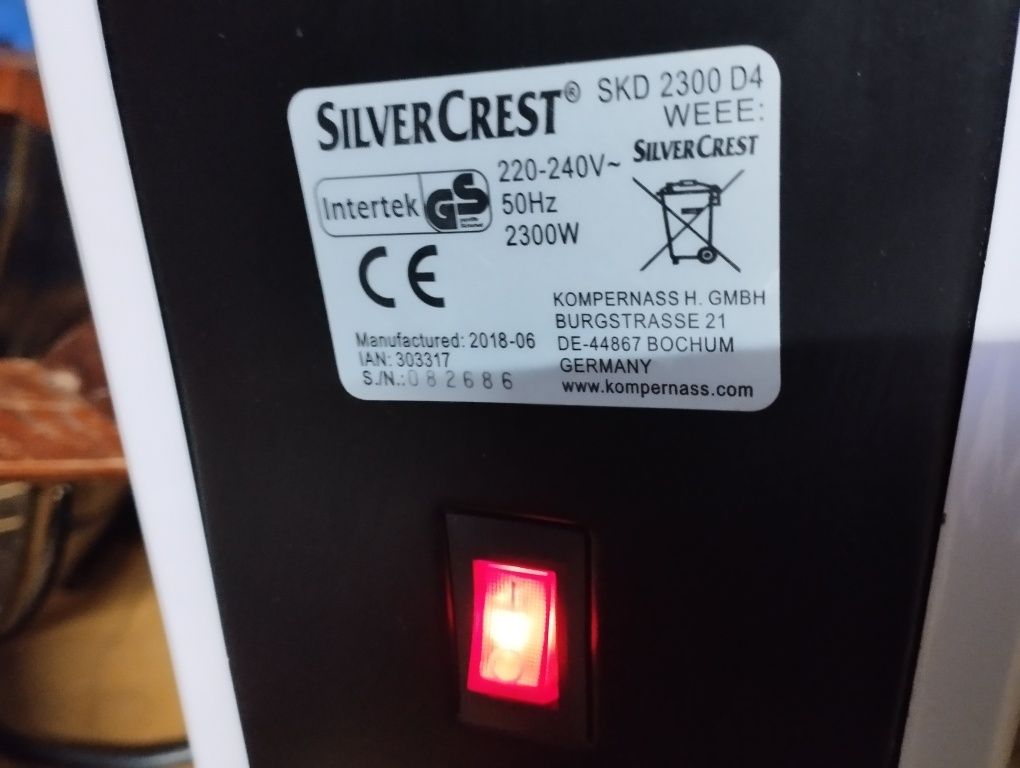 SILVERCREST® SKD 2300 D4
WEEE:
SILVERCREST
Intertek GS
220-240V~
50Hz
2300W
CE
KOMPERNASS H. GMBH
BURGSTRASSE 21
DE-44867 BOCHUM
GERMANY
www.kompernass.com
Manufactured: 2018-06
IAN: 303317
S./N.: 082686